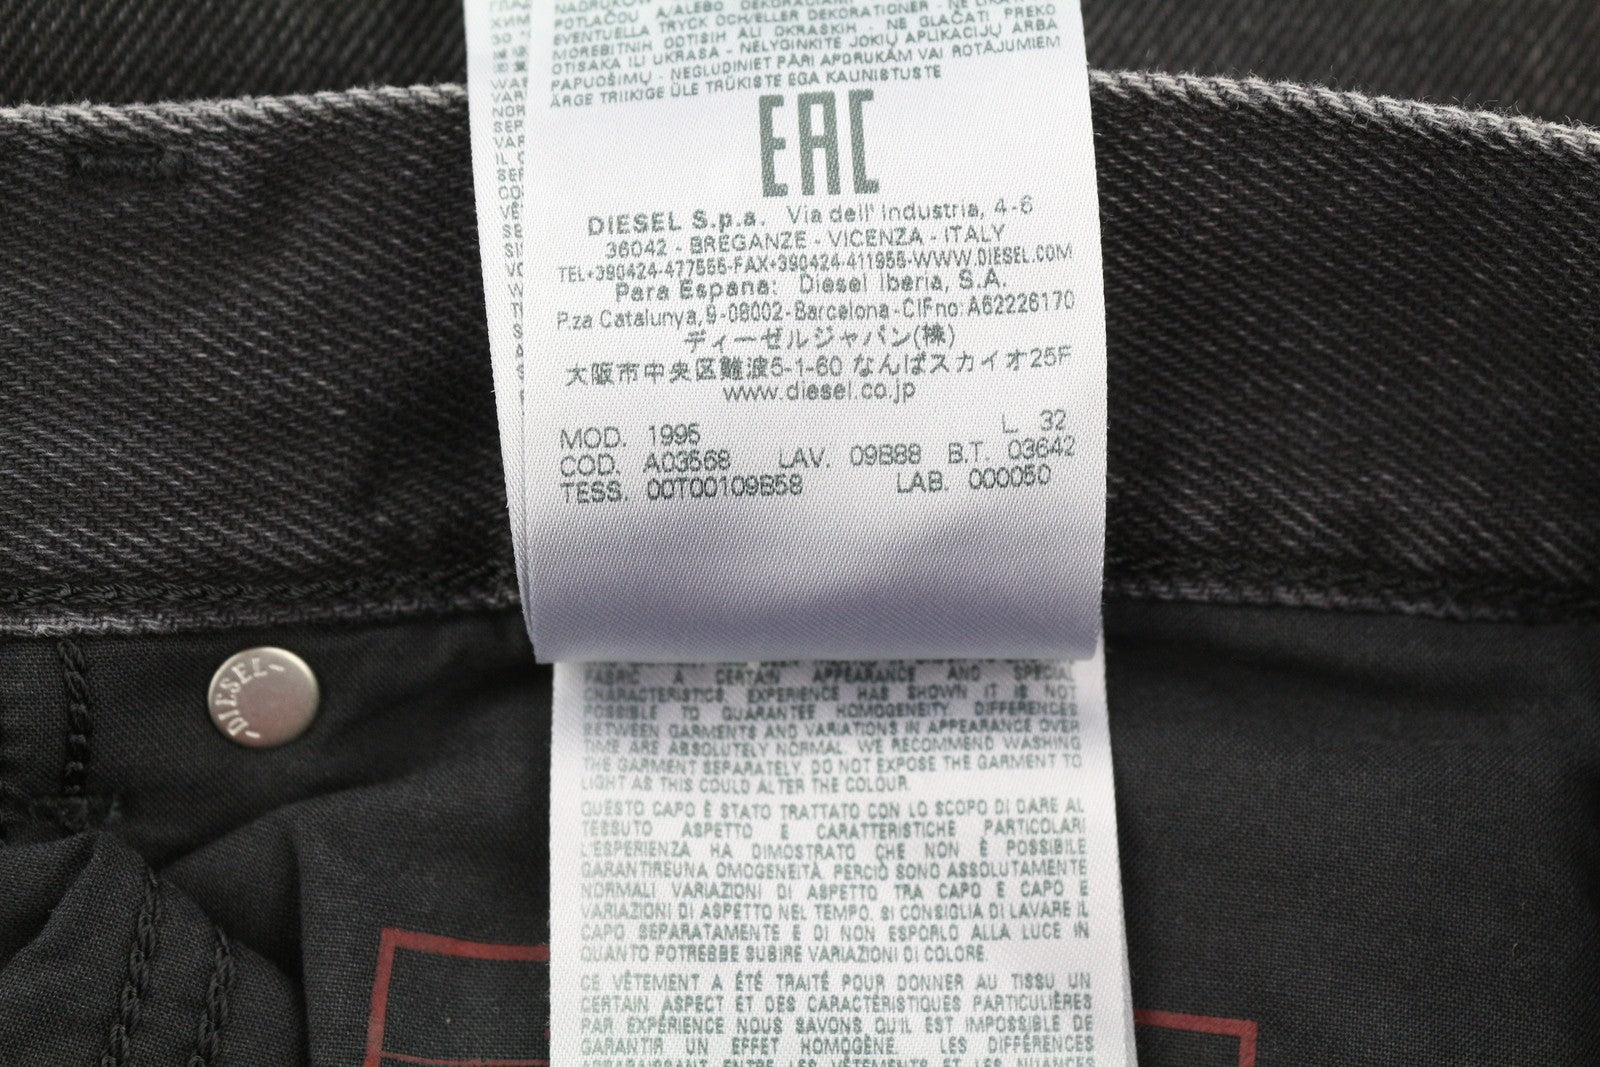 POTLAČOU A/ALEBO
EVENTUELLA TRYCK OCH/ELLER DEKORATIONER - NE
MOREBITNIH ODTISIH ALI OKRASKIH. NE GLAČATI PREKO
OTISAKA ILI UKRASA - NELYGINKITE JOKIŲ APLIKACIJŲ ARBA
PAPUOŠIMŲ - NEGLUDINIET PĀRI APDRUKĀM VAI ROTĀJUMIEM
ÄRGE TRIIKIGE ÜLE TRÜKISTE EGA KAUNISTUSTE
EAC
DIESEL S.p.a. Via dell' Industria, 4-6
36042 - BREGANZE - VICENZA - ITALY
TEL+390424-477555-FAX+390424-411955-WWW.DIESEL.COM
Para Espana: Diesel Iberia, S.A.
P.za Catalunya, 9-08002-Barcelona-CIFno: A62226170
ディーゼルジャパン(株)
大阪市中央区難波5-1-60 なんばスカイオ25F
www.diesel.co.jp
MOD. 1995 L 32
COD. A03568 LAV. 09B88 B.T. 03642
TESS. 00T00109B58 LAB. 000050
-DIESEL-
FABRIC A CERTAIN APPEARANCE AND SPECIAL
CHARACTERISTICS. EXPERIENCE HAS SHOWN IT IS NOT
POSSIBLE TO GUARANTEE HOMOGENEITY. DIFFERENCES
BETWEEN GARMENTS AND VARIATIONS IN APPEARANCE OVER
TIME ARE ABSOLUTELY NORMAL. WE RECOMMEND WASHING
THE GARMENT SEPARATELY. DO NOT EXPOSE THE GARMENT TO
LIGHT AS THIS COULD ALTER THE COLOUR.
QUESTO CAPO È STATO TRATTATO CON LO SCOPO DI DARE AL
TESSUTO ASPETTO E CARATTERISTICHE PARTICOLARI
L'ESPERIENZA HA DIMOSTRATO CHE NON È POSSIBILE
GARANTIREUNA OMOGENEITÀ. PERCIÒ SONO ASSOLUTAMENTE
NORMALI VARIAZIONI DI ASPETTO TRA CAPO E CAPO E
VARIAZIONI DI ASPETTO NEL TEMPO. SI CONSIGLIA DI LAVARE IL
CAPO SEPARATAMENTE E DI NON ESPORLO ALLA LUCE IN
QUANTO POTREBBE SUBIRE VARIAZIONI DI COLORE.
CE VÊTEMENT A ÉTÉ TRAITÉ POUR DONNER AU TISSU UN
CERTAIN ASPECT ET DES CARACTÉRISTIQUES PARTICULIÈRES
PAR EXPÉRIENCE NOUS SAVONS QU'IL EST IMPOSSIBLE DE
GARANTIR UN EFFET HOMOGÈNE. LES DIFFÉRENCES
APPARAISSANT ENTRE LES VÊTEMENTS ET LES NUANCES